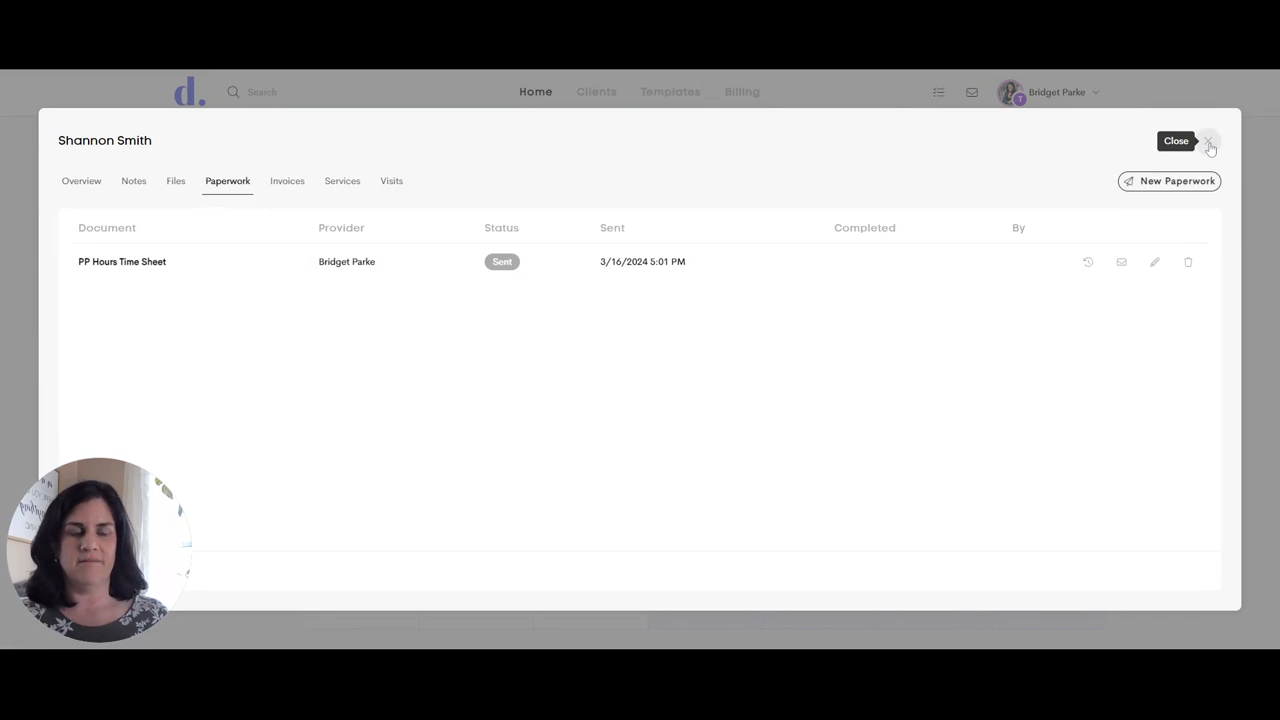 d.
Search
Home
Clients
Templates
Billing
Bridget Parke
T
Shannon Smith
Close
Overview
Notes
Files
Paperwork
Invoices
Services
Visits
New Paperwork
Document
Provider
Status
Sent
Completed
By
PP Hours Time Sheet
Bridget Parke
Sent
3/16/2024 5:01 PM